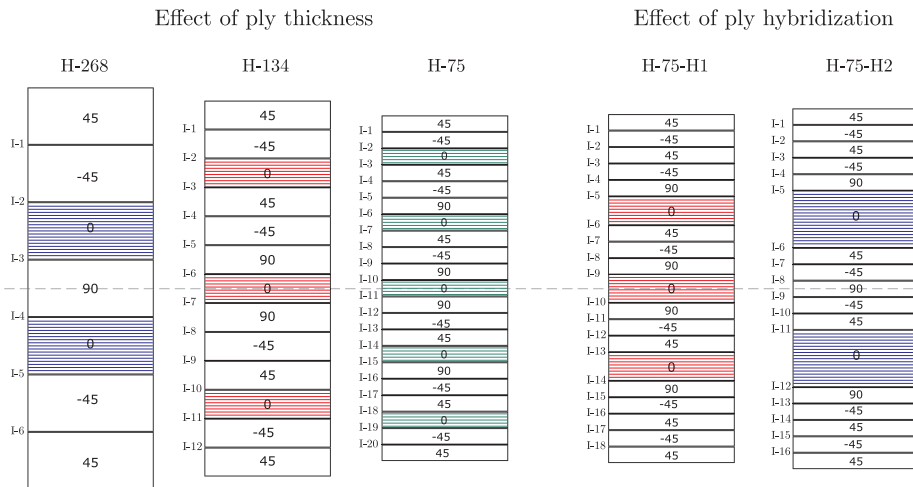 Effect of ply thickness
H-268
45
I-1
-45
I-2
0
I-3
90
I-4
0
I-5
-45
I-6
45
H-134
45
I-1
-45
I-2
0
I-3
45
I-4
-45
I-5
90
I-6
0
I-7
90
I-8
-45
I-9
45
I-10
0
I-11
-45
I-12
45
H-75
45
I-1
-45
I-2
0
I-3
45
I-4
-45
I-5
90
I-6
0
I-7
45
I-8
-45
I-9
90
I-10
0
I-11
90
I-12
-45
I-13
45
I-14
0
I-15
90
I-16
-45
I-17
45
I-18
0
I-19
-45
I-20
45
Effect of ply hybridization
H-75-H1
45
I-1
-45
I-2
45
I-3
-45
I-4
90
I-5
0
I-6
45
I-7
-45
I-8
90
I-9
0
I-10
90
I-11
-45
I-12
45
I-13
0
I-14
90
I-15
-45
I-16
45
I-17
-45
I-18
45
H-75-H2
45
I-1
-45
I-2
45
I-3
-45
I-4
90
I-5
0
I-6
45
I-7
-45
I-8
90
I-9
-45
I-10
45
I-11
0
I-12
90
I-13
-45
I-14
45
I-15
-45
I-16
45